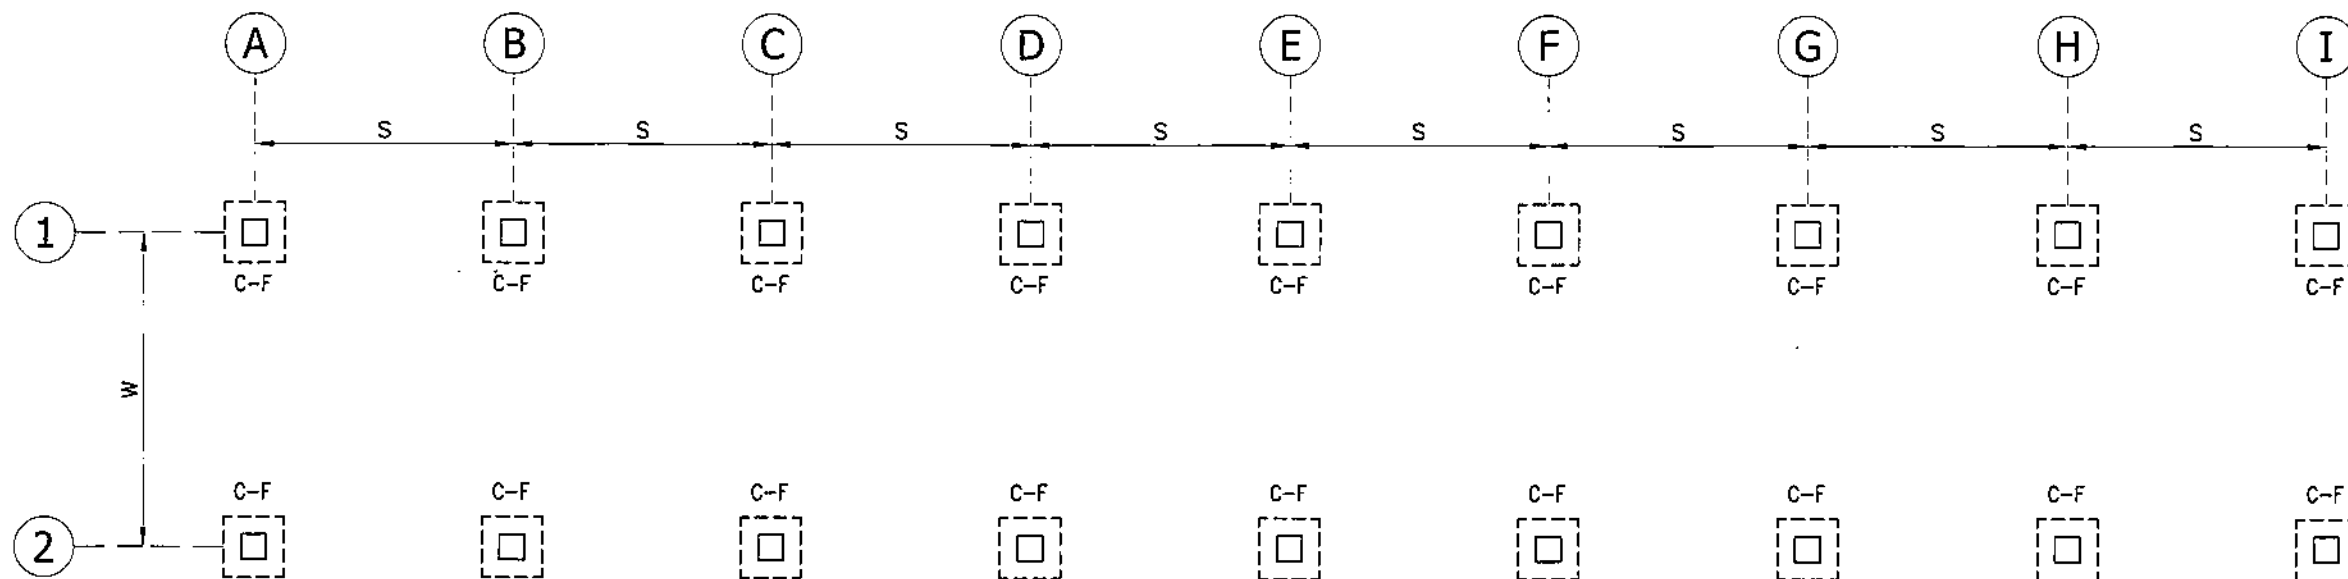 A B C D E F G H I
S S S S S S S S
1
C-F C-F C-F C-F C-F C-F C-F C-F C-F
W
C-F C-F C-F C-F C-F C-F C-F C-F C-F
2